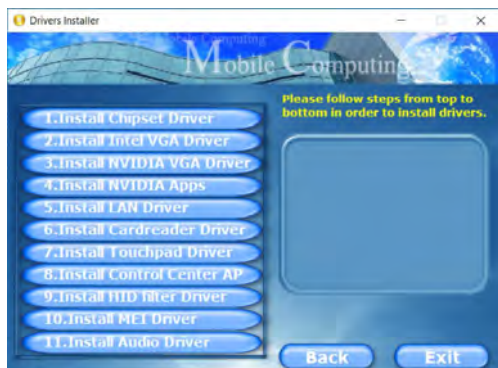 Drivers Installer
Mobile Computing
Mobile Computing
Please follow steps from top to
bottom in order to install drivers.
1.Install Chipset Driver
2.Install Intel VGA Driver
3.Install NVIDIA VGA Driver
4.Install NVIDIA Apps
5.Install LAN Driver
6.Install Cardreader Driver
7.Install Touchpad Driver
8.Install Control Center AP
9.Install HID filter Driver
10.Install MEI Driver
11.Install Audio Driver
Back
Exit